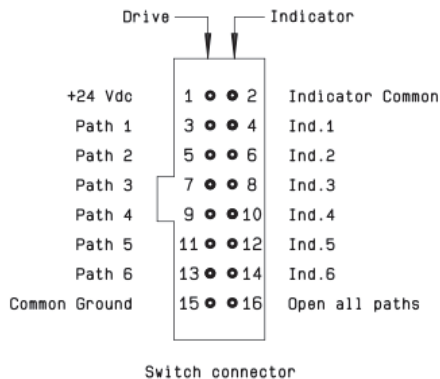 Drive Indicator
+24 Vdc 1 2 Indicator Common
Path 1 3 4 Ind.1
Path 2 5 6 Ind.2
Path 3 7 8 Ind.3
Path 4 9 10 Ind.4
Path 5 11 12 Ind.5
Path 6 13 14 Ind.6
Common Ground 15 16 Open all paths
Switch connector